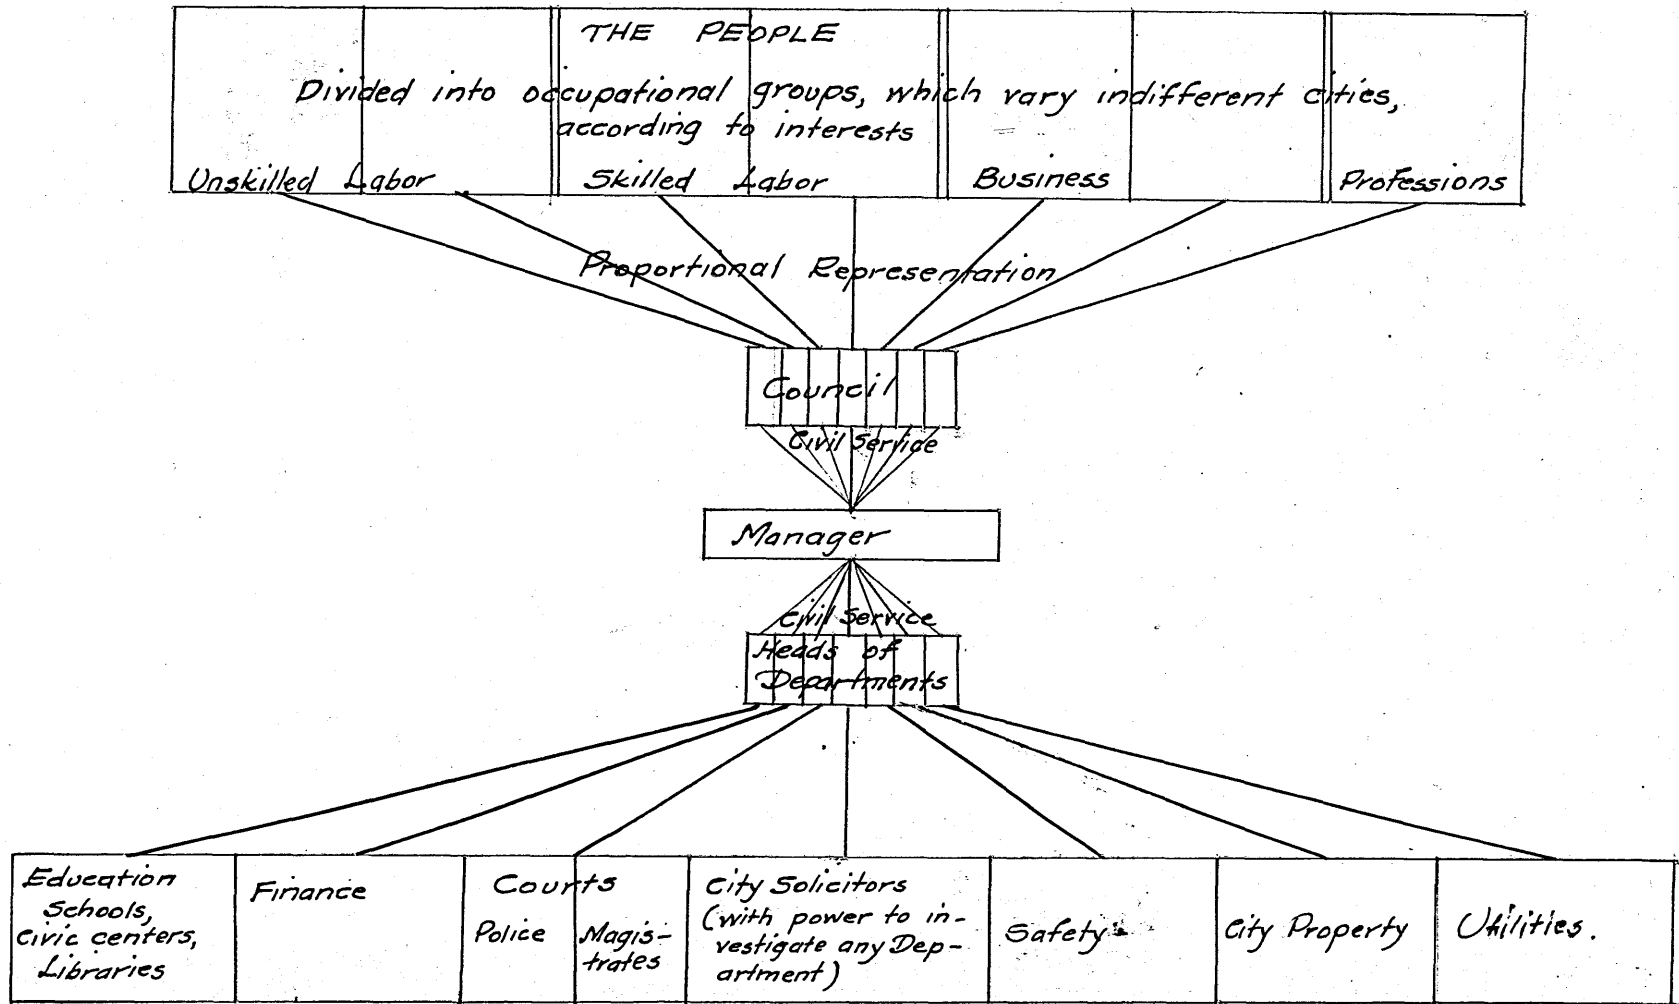 THE PEOPLE
Divided into occupational groups, which vary indifferent cities,
according to interests
Unskilled Labor
Skilled Labor
Business
Professions
Proportional Representation
Council
Civil Service
Manager
Civil Service
Heads of
Departments
Education
Schools,
Civic centers,
Libraries
Finance
Courts
Police
Magis-
trates
City Solicitors
(with power to in-
vestigate any Dep-
artment)
Safety
City Property
Utilities.